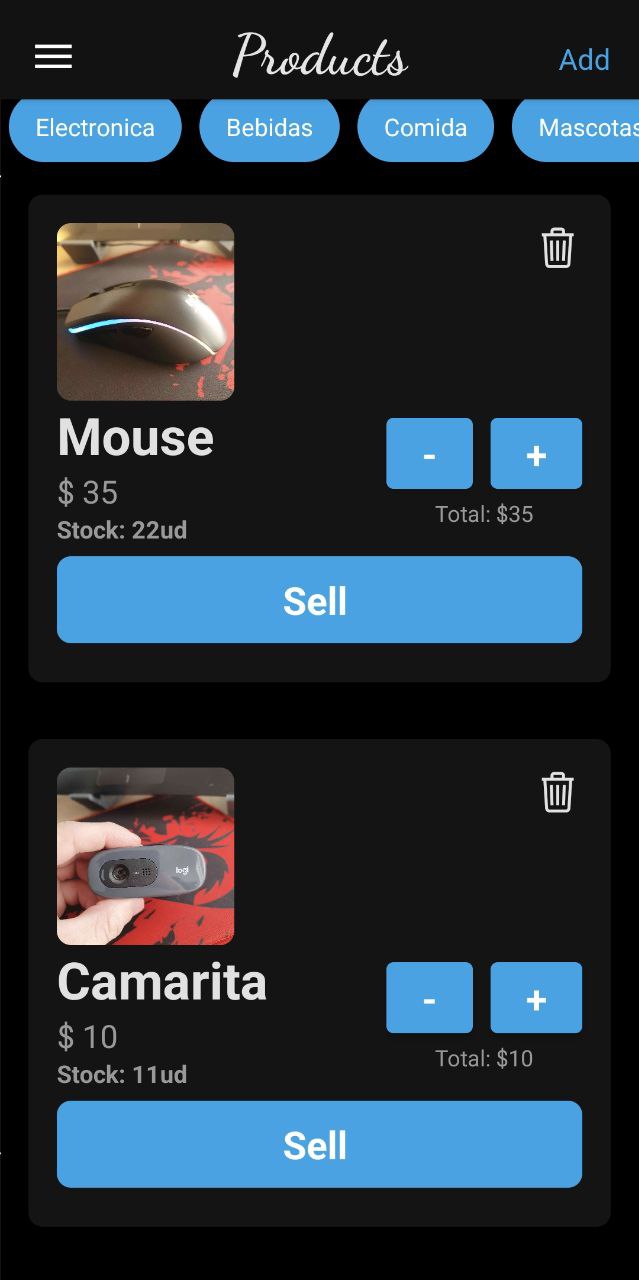 Products
Add
Electronica
Bebidas
Comida
Mascotas
Mouse
$ 35
Stock: 22ud
-
+
Total: $35
Sell
logi
Camarita
$ 10
Stock: 11ud
-
+
Total: $10
Sell